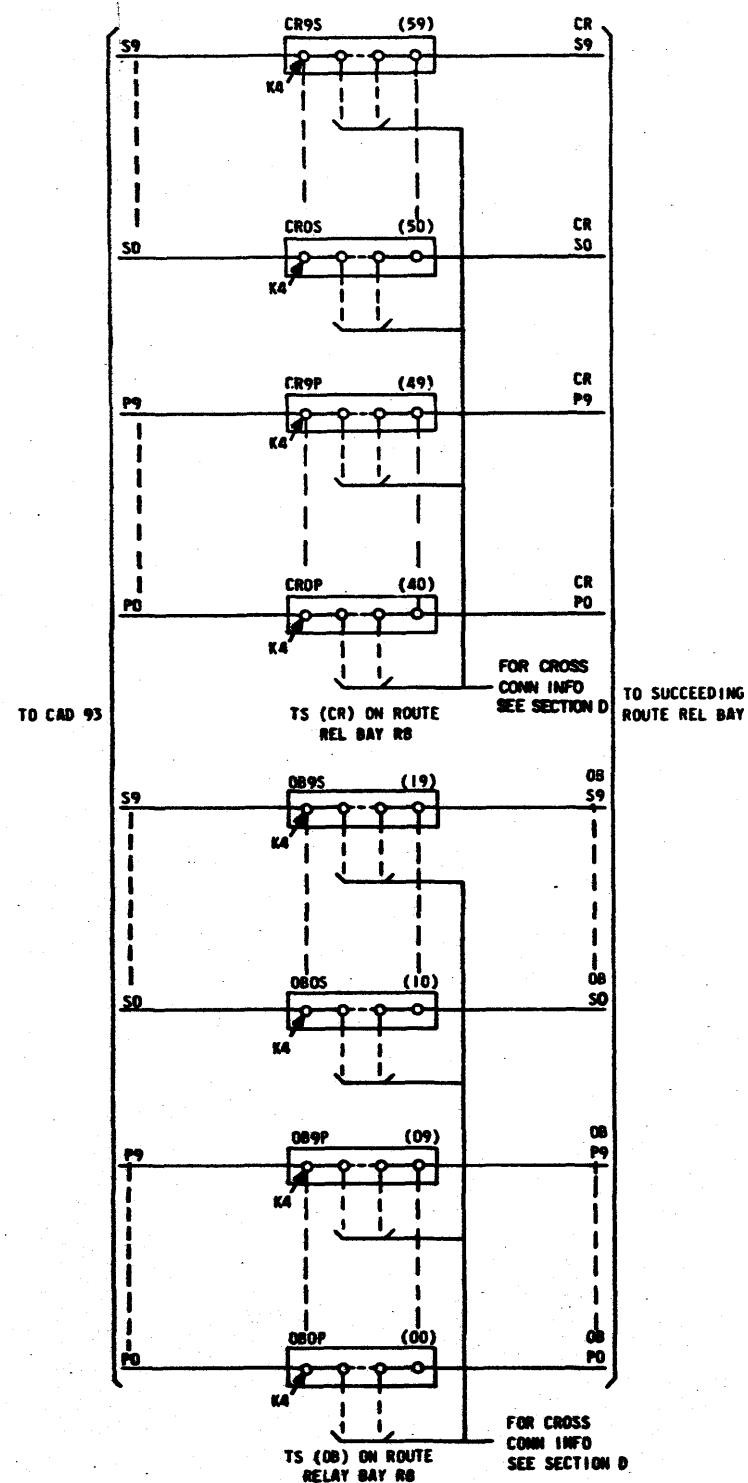 CR9S (59) CR
S9 S9
K4
CR0S (50) CR
S0 S0
K4
CR9P (49) CR
P9 P9
K4
CR0P (40) CR
P0 P0
K4
FOR CROSS
CONN INFO
SEE SECTION D
TO CAD 93
TS (CR) ON ROUTE
REL BAY R8
TO SUCCEEDING
ROUTE REL BAY
OB9S (19) OB
S9 S9
K4
OB0S (10) OB
S0 S0
K4
OB9P (09) OB
P9 P9
K4
OB0P (00) OB
P0 P0
K4
FOR CROSS
CONN INFO
SEE SECTION D
TS (OB) ON ROUTE
RELAY BAY R8